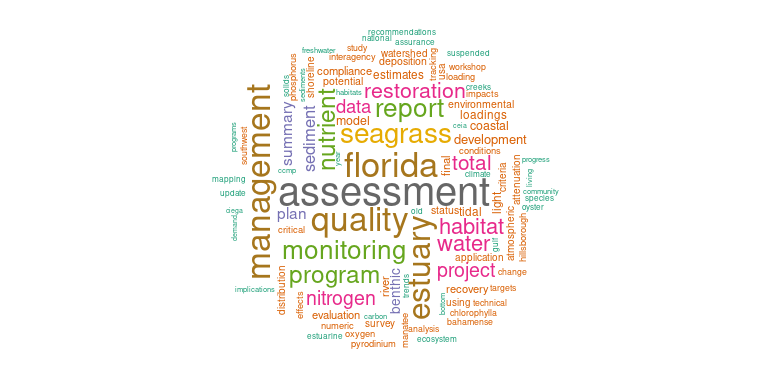 recommendations
national
assurance
freshwater
study
watershed
suspended
interagency
deposition
tracking
usa
workshop
compliance
estimates
loading
phosphorus
solids
sediments
shoreline
potential
restoration
creeks
habitats
impacts
data
report
environmental
management
summary
sediment
nutrient
model
loadings
seagrass
ceia
coastal
programs
southwest
development
year
conditions
florida
final
total
progress
ccmp
climate
criteria
attenuation
living
mapping
update
assessment
light
community
species
ciega
demand
plan
quality
old
status
tidal
oyster
critical
estuary
habitat
atmospheric
hillsborough
monitoring
water
gulf
application
program
benthic
river
trends
project
change
implications
distribution
effects
nitrogen
recovery
targets
bottom
using
technical
evaluation
carbon
chlorophylla
numeric
survey
manatee
analysis
bahamense
estuarine
oxygen
ecosystem
pyrodinium